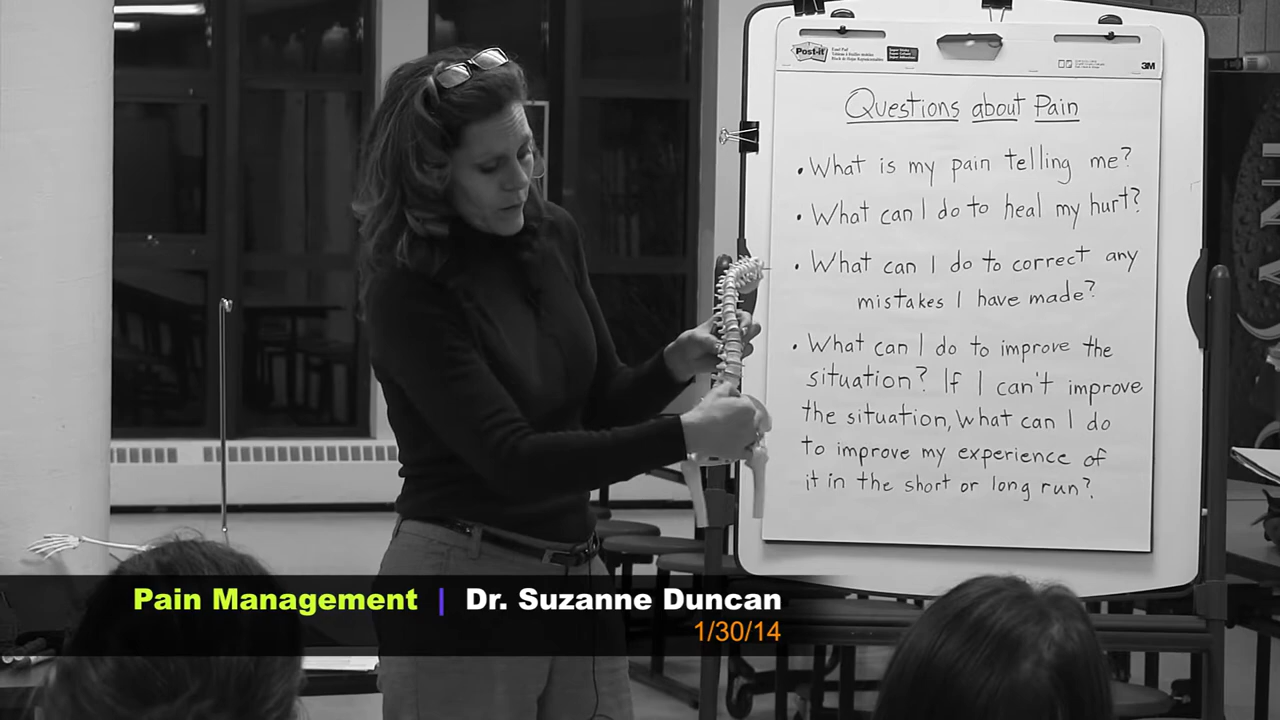 Post-it
3M
Questions about Pain
• What is my pain telling me?
• What can I do to heal my hurt?
• What can I do to correct any
mistakes I have made?
• What can I do to improve the
situation? If I can't improve
the situation, What can I do
to improve my experience of
it in the short or long run?
Pain Management | Dr. Suzanne Duncan
1/30/14